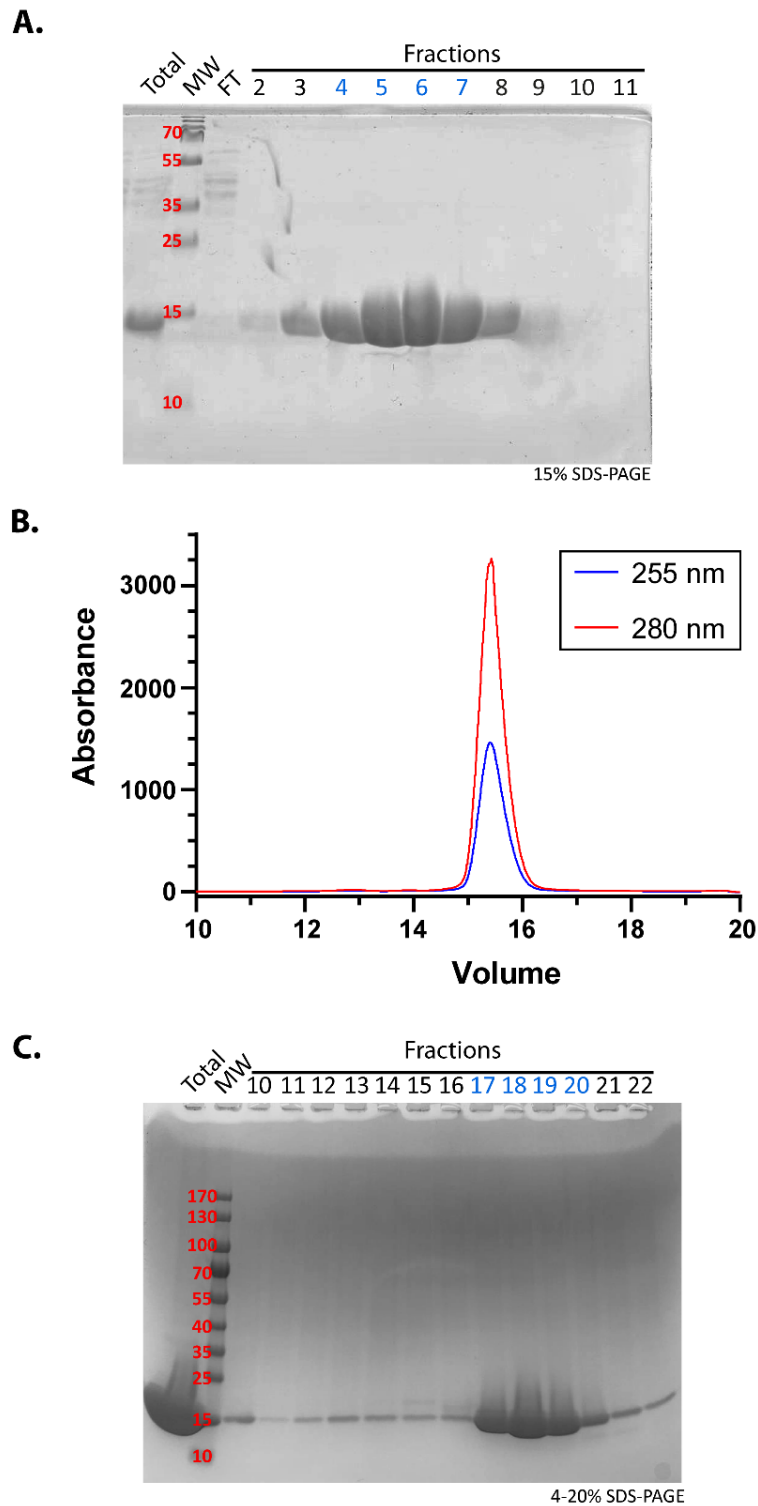 A.
Fractions
Total MW FT 2 3 4 5 6 7 8 9 10 11
70
55
35
25
15
10
15% SDS-PAGE
B.
Absorbance
3000
2000
1000
0
255 nm
280 nm
10 12 14 16 18 20
Volume
C.
Fractions
Total MW 10 11 12 13 14 15 16 17 18 19 20 21 22
170
130
100
70
55
40
35
25
15
10
4-20% SDS-PAGE